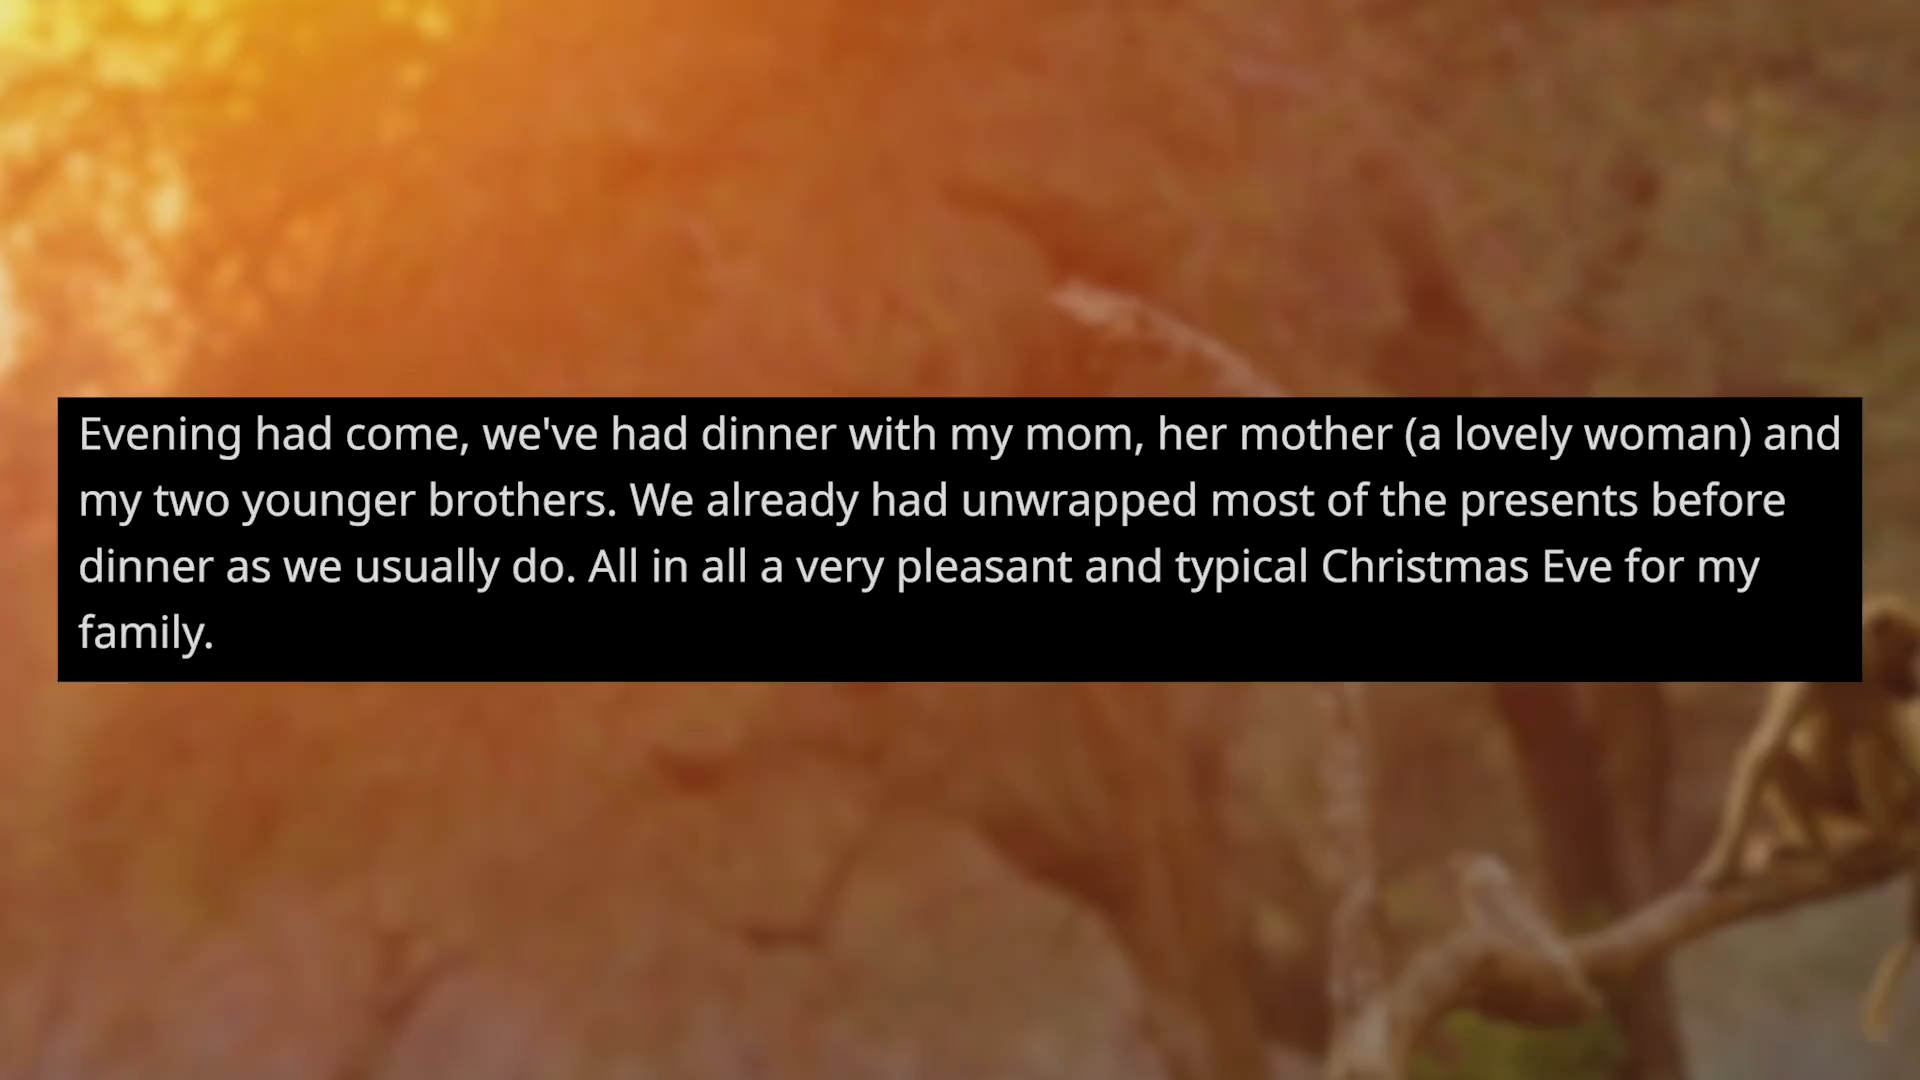 Evening had come, we've had dinner with my mom, her mother (a lovely woman) and
my two younger brothers. We already had unwrapped most of the presents before
dinner as we usually do. All in all a very pleasant and typical Christmas Eve for my
family.